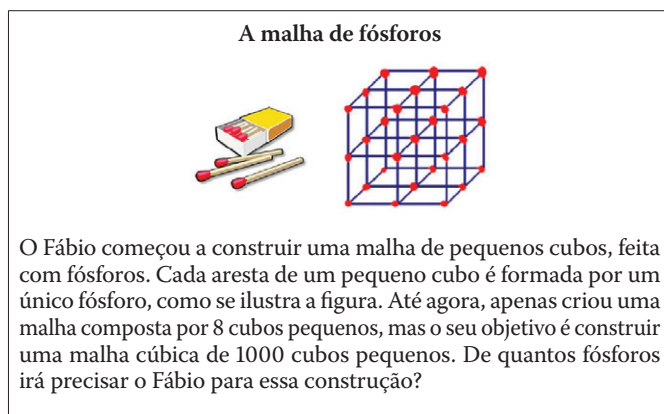 A malha de fósforos
O Fábio começou a construir uma malha de pequenos cubos, feita
com fósforos. Cada aresta de um pequeno cubo é formada por um
único fósforo, como se ilustra a figura. Até agora, apenas criou uma
malha composta por 8 cubos pequenos, mas o seu objetivo é construir
uma malha cúbica de 1000 cubos pequenos. De quantos fósforos
irá precisar o Fábio para essa construção?